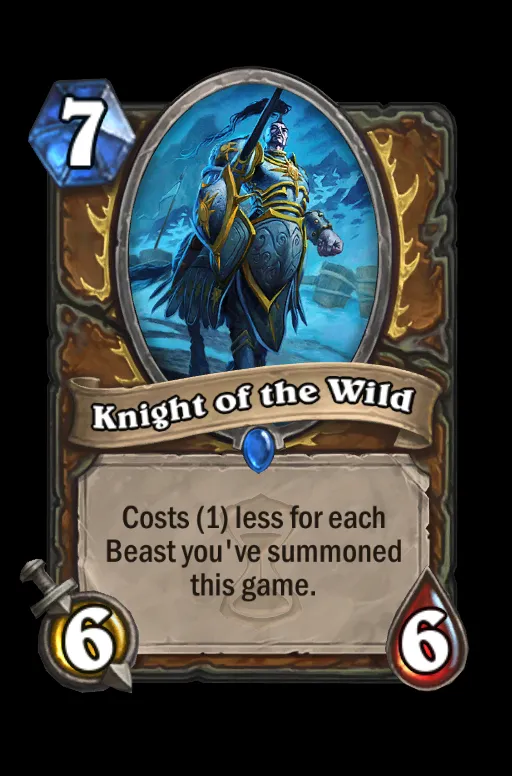 7
Knight of the Wild
Costs (1) less for each
Beast you've summoned
this game.
6
6